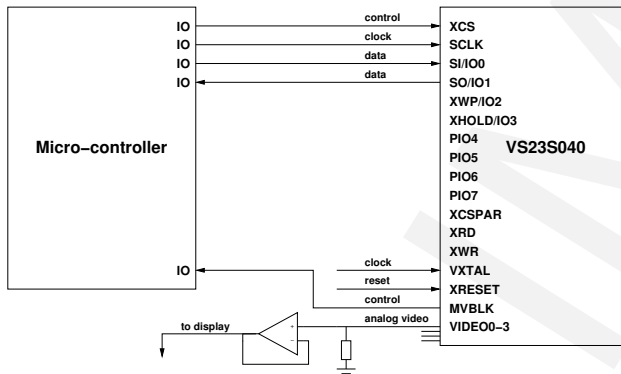 control
IO XCS
clock
IO SCLK
data
IO SI/IO0
data
IO SO/IO1
XWP/IO2
XHOLD/IO3
PIO4
Micro-controller VS23S040
PIO5
PIO6
PIO7
XCSPAR
XRD
XWR
clock
IO VXTAL
reset
XRESET
control
MVBLK
analog video
VIDEO0-3
to display
+
-